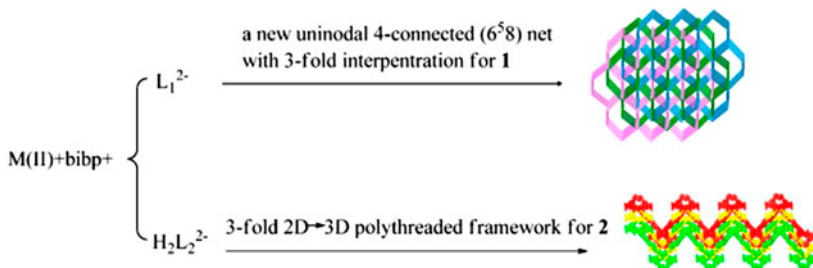 a new uninodal 4-connected (6⁵8) net
with 3-fold interpentration for 1
L₁²⁻
M(II)+bibp+
3-fold 2D→3D polythreaded framework for 2
H₂L₂²⁻